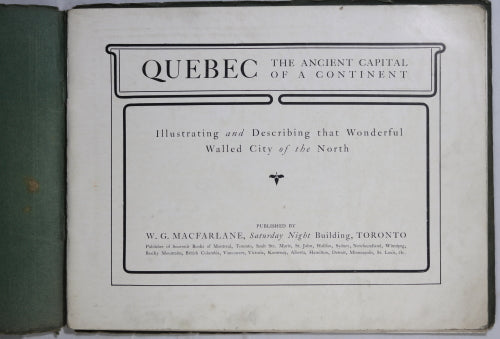 QUEBEC THE ANCIENT CAPITAL
OF A CONTINENT
Illustrating and Describing that Wonderful
Walled City of the North
PUBLISHED BY
W. G. MACFARLANE, Saturday Night Building, TORONTO
Publisher of Souvenir Books of Montreal, Toronto, Sault Ste. Marie, St. John, Halifax, Sydney, Newfoundland, Winnipeg,
Rocky Mountains, British Columbia, Vancouver, Victoria, Kootenay, Alberta, Hamilton, Detroit, Minneapolis, St. Louis, Etc.